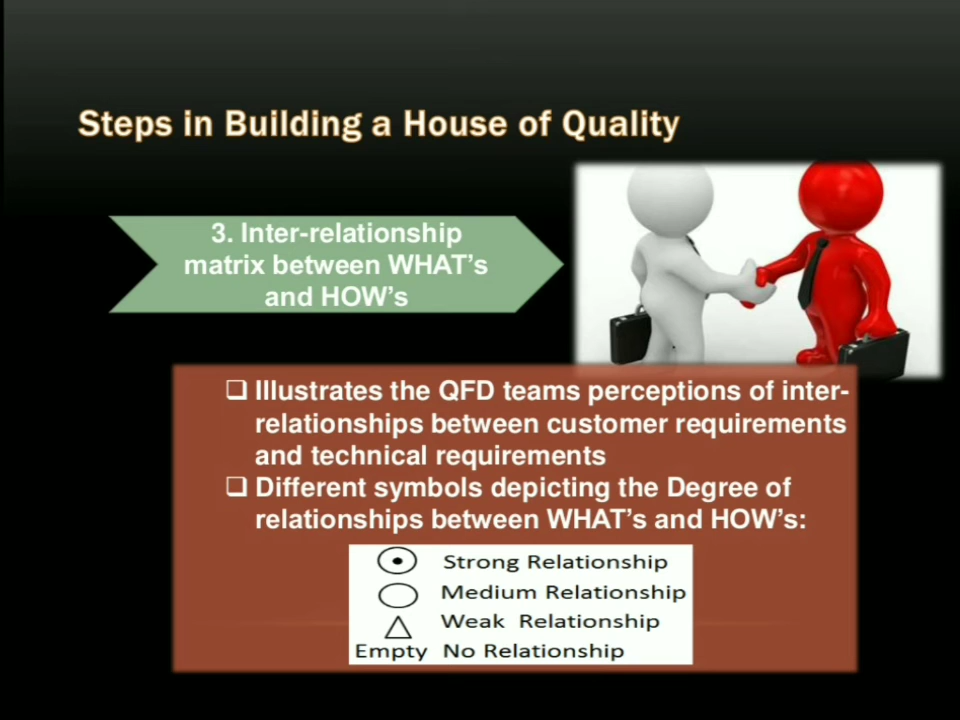 Steps in Building a House of Quality
3. Inter-relationship
matrix between WHAT's
and HOW's
❑ Illustrates the QFD teams perceptions of inter-
relationships between customer requirements
and technical requirements
❑ Different symbols depicting the Degree of
relationships between WHAT's and HOW's:
Strong Relationship
Medium Relationship
Weak Relationship
Empty No Relationship